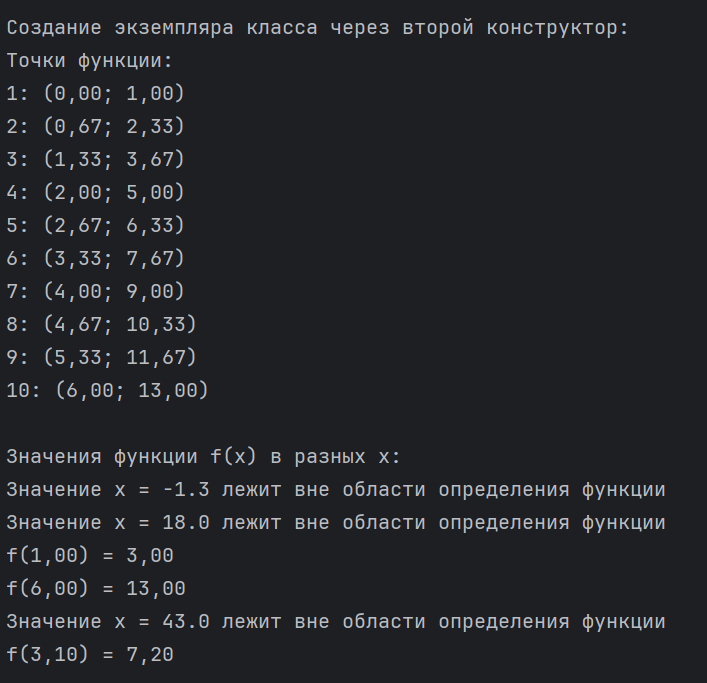 Создание экземпляра класса через второй конструктор:
Точки функции:
1: (0,00; 1,00)
2: (0,67; 2,33)
3: (1,33; 3,67)
4: (2,00; 5,00)
5: (2,67; 6,33)
6: (3,33; 7,67)
7: (4,00; 9,00)
8: (4,67; 10,33)
9: (5,33; 11,67)
10: (6,00; 13,00)
Значения функции f(x) в разных x:
Значение x = -1.3 лежит вне области определения функции
Значение x = 18.0 лежит вне области определения функции
f(1,00) = 3,00
f(6,00) = 13,00
Значение x = 43.0 лежит вне области определения функции
f(3,10) = 7,20